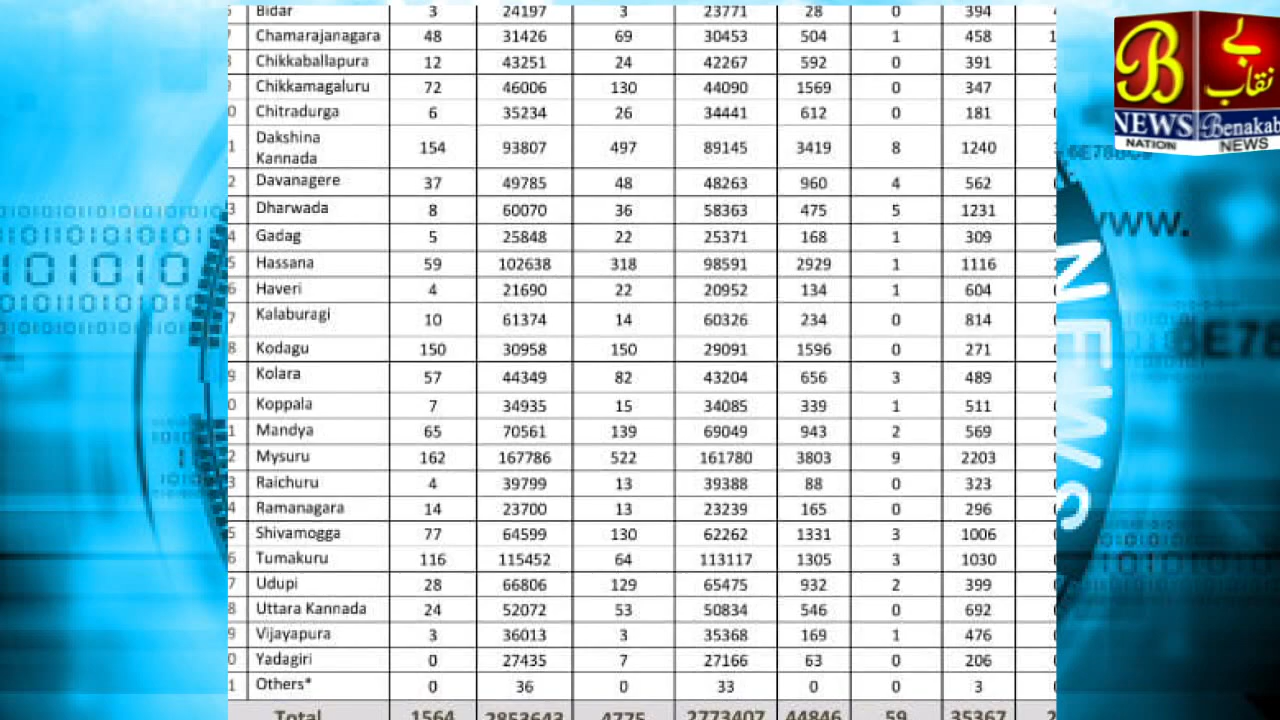 Bidar 3 24197 3 23771 28 0 394
Chamarajanagara 48 31426 69 30453 504 1 458
Chikkaballapura 12 43251 24 42267 592 0 391
Chikkamagaluru 72 46006 130 44090 1569 0 347
Chitradurga 6 35234 26 34441 612 0 181
Dakshina
Kannada 154 93807 497 89145 3419 8 1240
Davanagere 37 49785 48 48263 960 4 562
Dharwada 8 60070 36 58363 475 5 1231
Gadag 5 25848 22 25371 168 1 309
Hassana 59 102638 318 98591 2929 1 1116
Haveri 4 21690 22 20952 134 1 604
Kalaburagi 10 61374 14 60326 234 0 814
Kodagu 150 30958 150 29091 1596 0 271
Kolara 57 44349 82 43204 656 3 489
Koppala 7 34935 15 34085 339 1 511
Mandya 65 70561 139 69049 943 2 569
Mysuru 162 167786 522 161780 3803 9 2203
Raichuru 4 39799 13 39388 88 0 323
Ramanagara 14 23700 13 23239 165 0 296
Shivamogga 77 64599 130 62262 1331 3 1006
Tumakuru 116 115452 64 113117 1305 3 1030
Udupi 28 66806 129 65475 932 2 399
Uttara Kannada 24 52072 53 50834 546 0 692
Vijayapura 3 36013 3 35368 169 1 476
Yadagiri 0 27435 7 27166 63 0 206
Others* 0 36 0 33 0 0 3
Total 1564 2853643 4775 2773407 44846 59 35367
B
NEWS
NATION
بے
نقاب
Benakab
NEWS
www.
NEWS